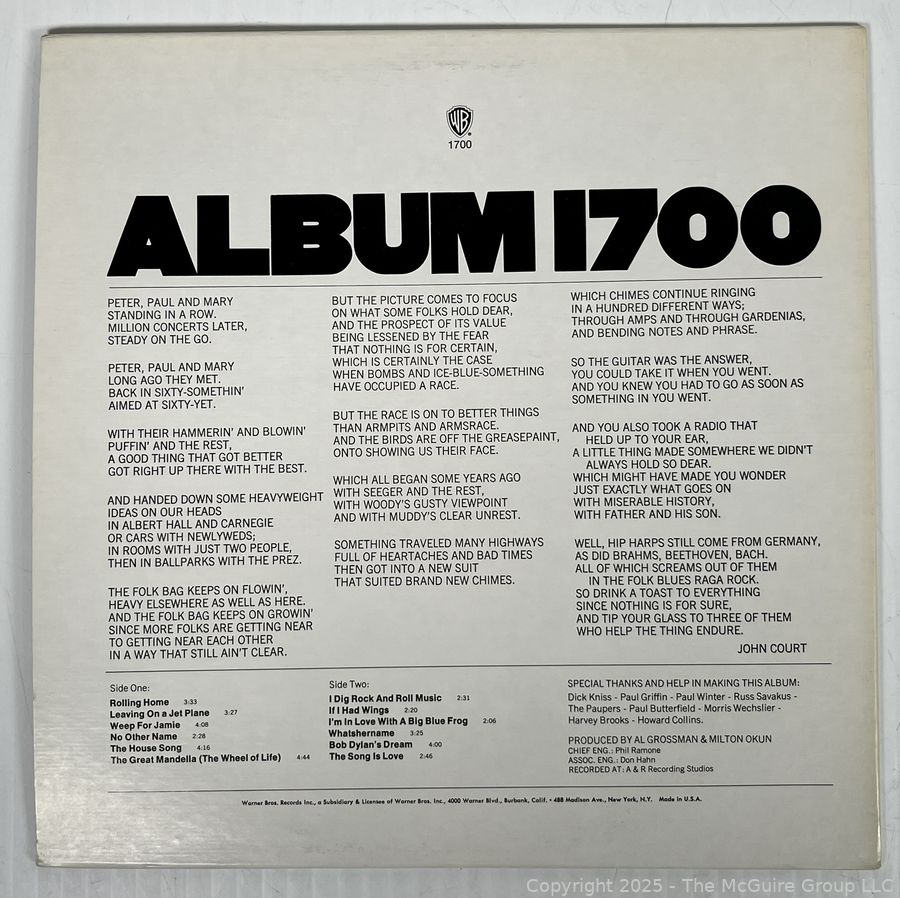 WB
1700
ALBUM 1700
PETER, PAUL AND MARY
STANDING IN A ROW.
MILLION CONCERTS LATER,
STEADY ON THE GO.
PETER, PAUL AND MARY
LONG AGO THEY MET.
BACK IN SIXTY-SOMETHIN'
AIMED AT SIXTY-YET.
WITH THEIR HAMMERIN' AND BLOWIN'
PUFFIN' AND THE REST,
A GOOD THING THAT GOT BETTER
GOT RIGHT UP THERE WITH THE BEST.
AND HANDED DOWN SOME HEAVYWEIGHT
IDEAS ON OUR HEADS
IN ALBERT HALL AND CARNEGIE
OR CARS WITH NEWLYWEDS;
IN ROOMS WITH JUST TWO PEOPLE,
THEN IN BALLPARKS WITH THE PREZ.
THE FOLK BAG KEEPS ON FLOWIN',
HEAVY ELSEWHERE AS WELL AS HERE.
AND THE FOLK BAG KEEPS ON GROWIN'
SINCE MORE FOLKS ARE GETTING NEAR
TO GETTING NEAR EACH OTHER
IN A WAY THAT STILL AIN'T CLEAR.
BUT THE PICTURE COMES TO FOCUS
ON WHAT SOME FOLKS HOLD DEAR,
AND THE PROSPECT OF ITS VALUE
BEING LESSENED BY THE FEAR
THAT NOTHING IS FOR CERTAIN,
WHICH IS CERTAINLY THE CASE
WHEN BOMBS AND ICE-BLUE-SOMETHING
HAVE OCCUPIED A RACE.
BUT THE RACE IS ON TO BETTER THINGS
THAN ARMPITS AND ARMSRACE.
AND THE BIRDS ARE OFF THE GREASEPAINT,
ONTO SHOWING US THEIR FACE.
WHICH ALL BEGAN SOME YEARS AGO
WITH SEEGER AND THE REST,
WITH WOODY'S GUSTY VIEWPOINT
AND WITH MUDDY'S CLEAR UNREST.
SOMETHING TRAVELED MANY HIGHWAYS
FULL OF HEARTACHES AND BAD TIMES
THEN GOT INTO A NEW SUIT
THAT SUITED BRAND NEW CHIMES.
WHICH CHIMES CONTINUE RINGING
IN A HUNDRED DIFFERENT WAYS;
THROUGH AMPS AND THROUGH GARDENIAS,
AND BENDING NOTES AND PHRASE.
SO THE GUITAR WAS THE ANSWER,
YOU COULD TAKE IT WHEN YOU WENT.
AND YOU KNEW YOU HAD TO GO AS SOON AS
SOMETHING IN YOU WENT.
AND YOU ALSO TOOK A RADIO THAT
HELD UP TO YOUR EAR,
A LITTLE THING MADE SOMEWHERE WE DIDN'T
ALWAYS HOLD SO DEAR.
WHICH MIGHT HAVE MADE YOU WONDER
JUST EXACTLY WHAT GOES ON
WITH MISERABLE HISTORY,
WITH FATHER AND HIS SON.
WELL, HIP HARPS STILL COME FROM GERMANY,
AS DID BRAHMS, BEETHOVEN, BACH.
ALL OF WHICH SCREAMS OUT OF THEM
IN THE FOLK BLUES RAGA ROCK.
SO DRINK A TOAST TO EVERYTHING
SINCE NOTHING IS FOR SURE,
AND TIP YOUR GLASS TO THREE OF THEM
WHO HELP THE THING ENDURE.
JOHN COURT
Side One:
Rolling Home 3:33
Leaving On a Jet Plane 3:27
Weep For Jamie 4:08
No Other Name 2:28
The House Song 4:16
The Great Mandella (The Wheel of Life) 4:44
Side Two:
I Dig Rock And Roll Music 2:31
If I Had Wings 2:20
I'm In Love With A Big Blue Frog 2:06
Whatshername 3:25
Bob Dylan's Dream 4:00
The Song Is Love 2:46
SPECIAL THANKS AND HELP IN MAKING THIS ALBUM:
Dick Kniss - Paul Griffin - Paul Winter - Russ Savakus -
The Paupers - Paul Butterfield - Morris Wechslier -
Harvey Brooks - Howard Collins.
PRODUCED BY AL GROSSMAN & MILTON OKUN
CHIEF ENG.: Phil Ramone
ASSOC. ENG.: Don Hahn
RECORDED AT: A & R Recording Studios
Warner Bros. Records Inc., a Subsidiary & Licensee of Warner Bros. Inc., 4000 Warner Blvd., Burbank, Calif. • 488 Madison Ave., New York, N.Y. Made in U.S.A.
Copyright 2025 - The McGuire Group LLC